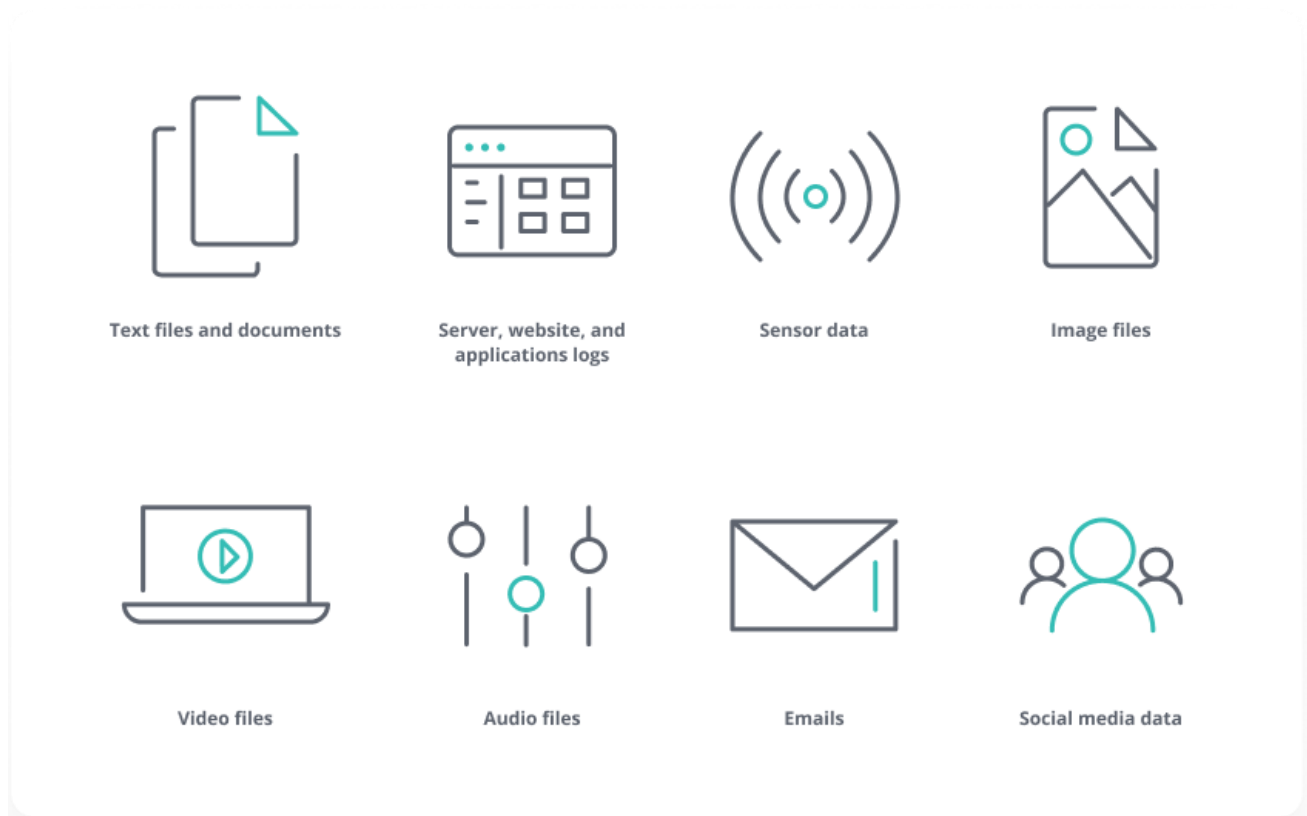 Text files and documents
Server, website, and
applications logs
Sensor data
Image files
Video files
Audio files
Emails
Social media data